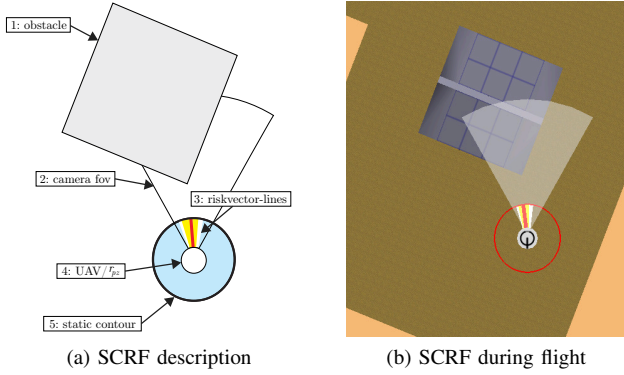 1: obstacle
2: camera fov
3: riskvector-lines
4: UAV/r_pz
5: static contour
(a) SCRF description
(b) SCRF during flight